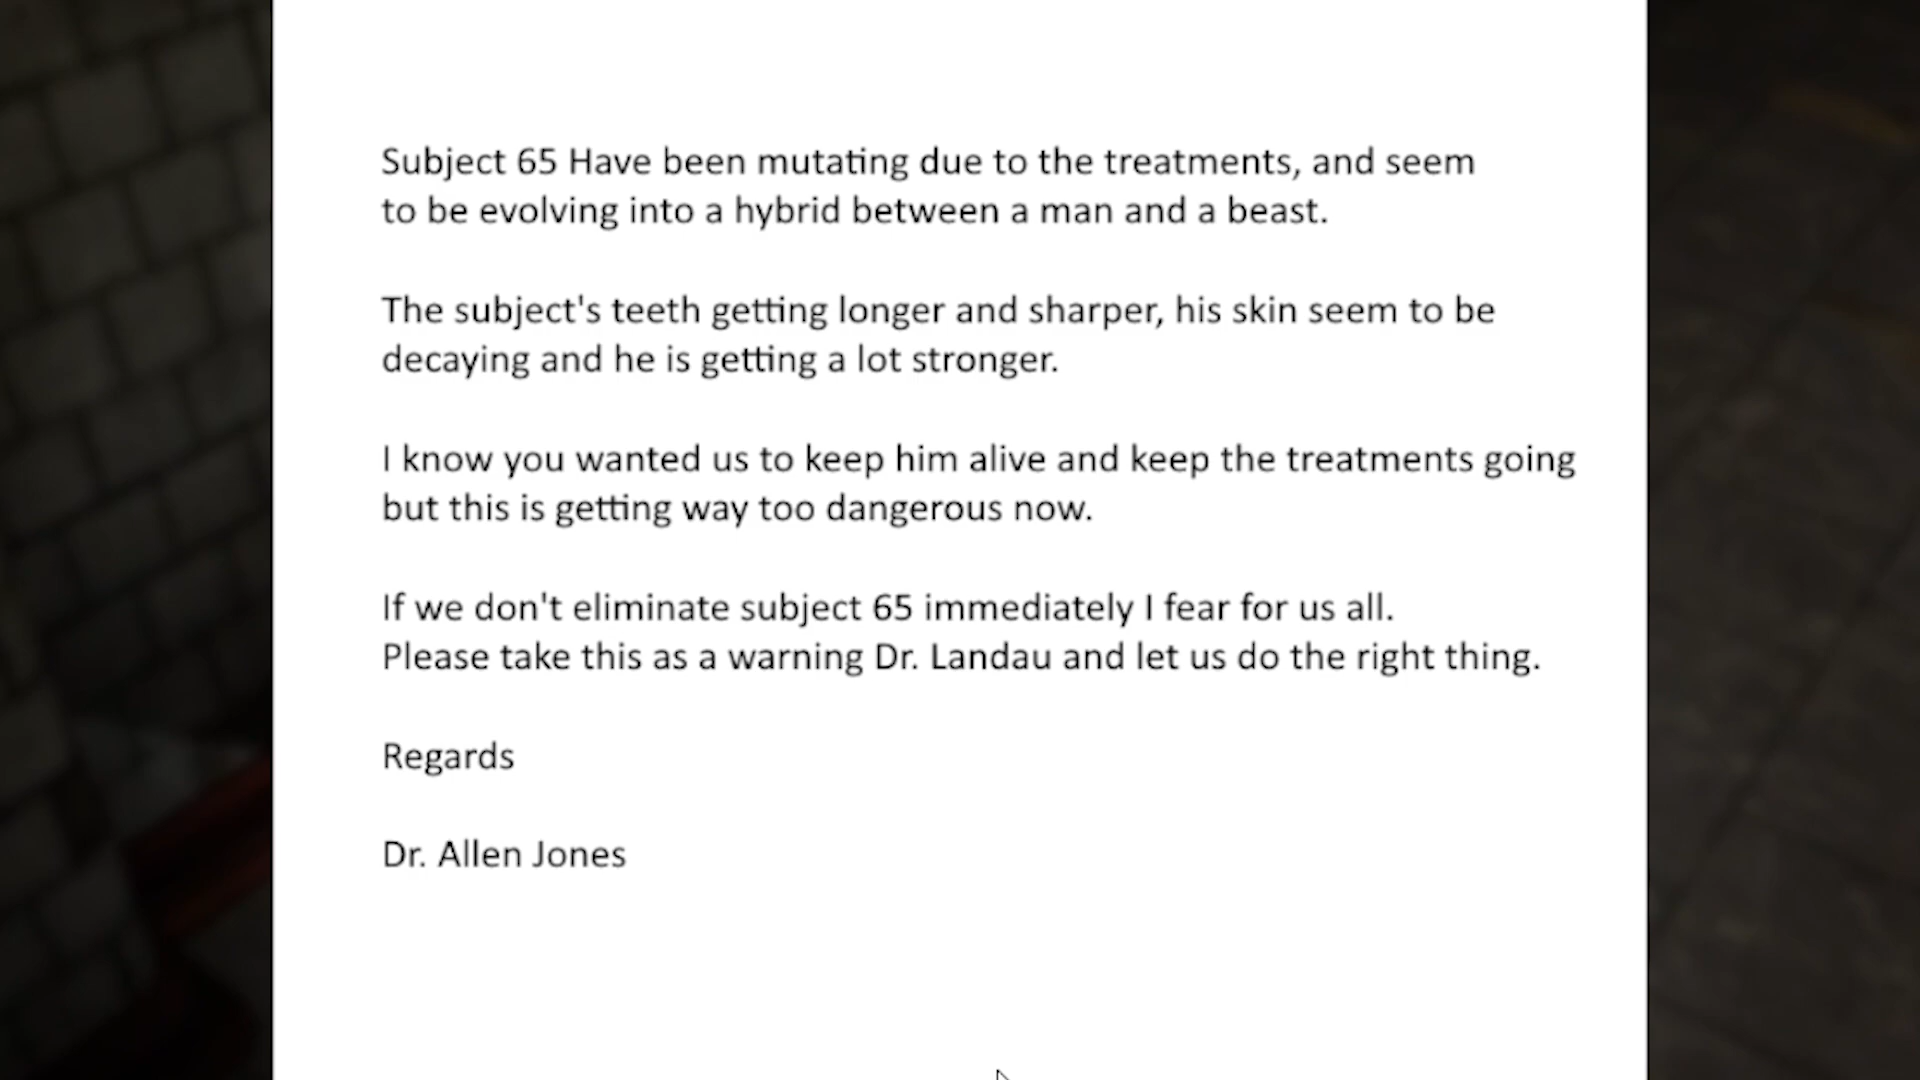 Subject 65 Have been mutating due to the treatments, and seem
to be evolving into a hybrid between a man and a beast.
The subject's teeth getting longer and sharper, his skin seem to be
decaying and he is getting a lot stronger.
I know you wanted us to keep him alive and keep the treatments going
but this is getting way too dangerous now.
If we don't eliminate subject 65 immediately I fear for us all.
Please take this as a warning Dr. Landau and let us do the right thing.
Regards
Dr. Allen Jones